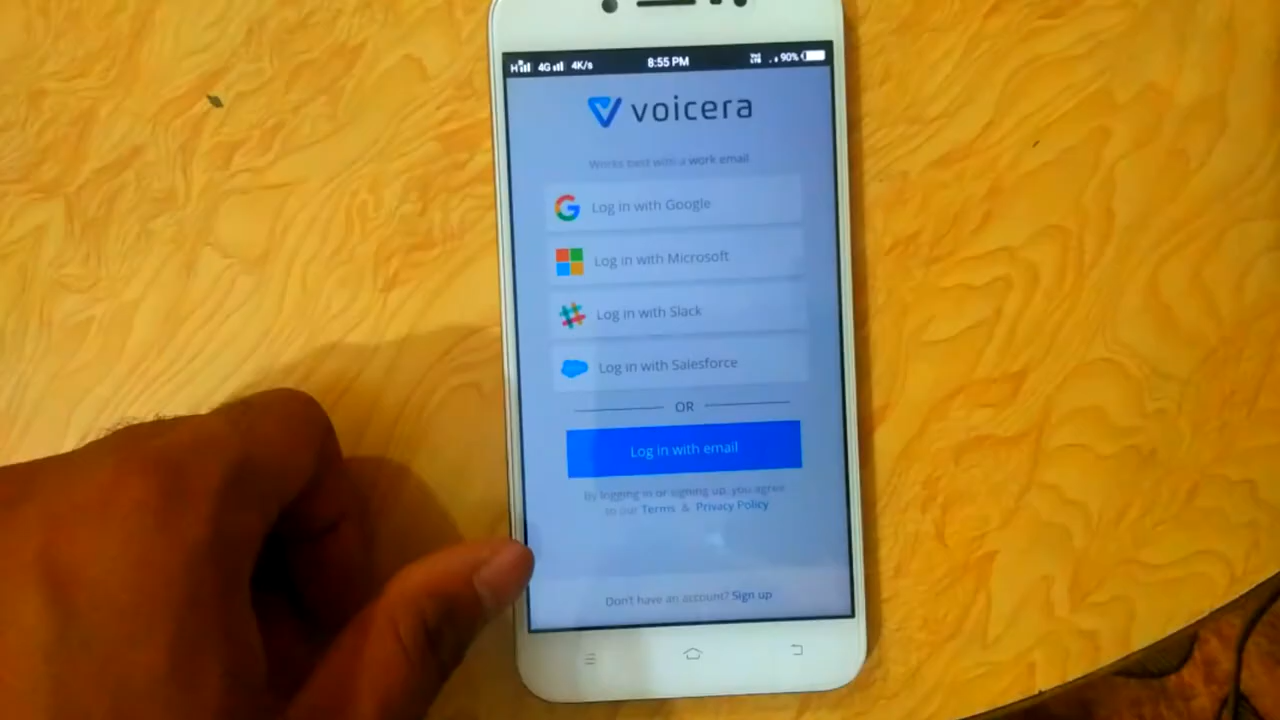 H 4G 4K/s 8:55 PM 90%
voicera
Works best with a work email
Log in with Google
Log in with Microsoft
Log in with Slack
Log in with Salesforce
OR
Log in with email
By logging in or signing up, you agree
to our Terms & Privacy Policy
Don't have an account? Sign up